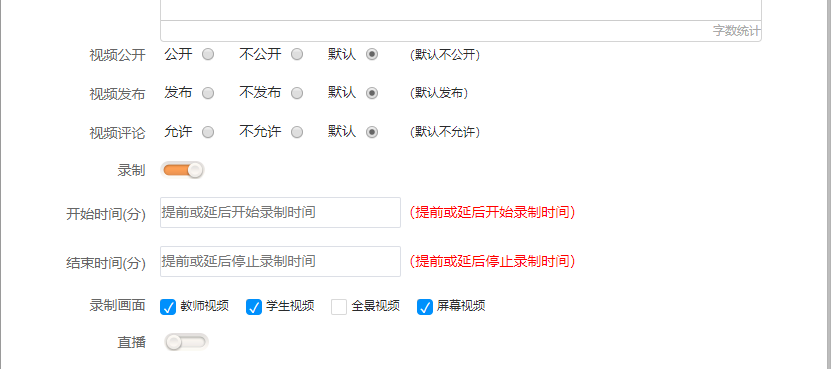 字数统计
视频公开 公开 不公开 默认 (默认不公开)
视频发布 发布 不发布 默认 (默认发布)
视频评论 允许 不允许 默认 (默认不允许)
录制
开始时间(分) 提前或延后开始录制时间 (提前或延后开始录制时间)
结束时间(分) 提前或延后停止录制时间 (提前或延后停止录制时间)
录制画面 教师视频 学生视频 全景视频 屏幕视频
直播